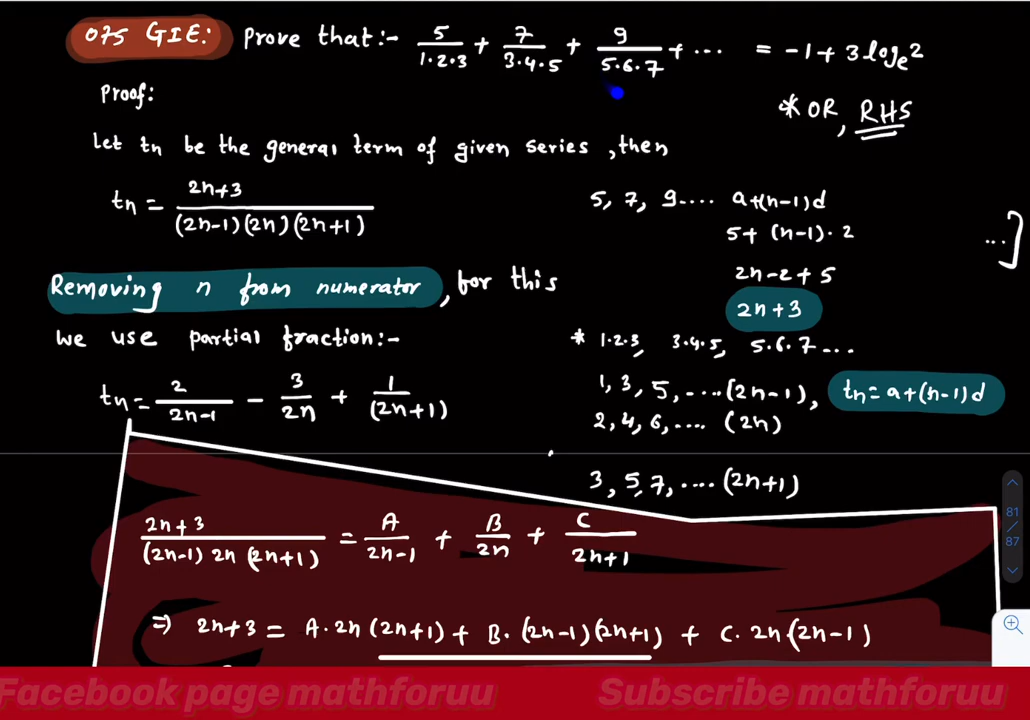 075 GIE: Prove that:- 5/(1·2·3) + 7/(3·4·5) + 9/(5·6·7) + ... = -1 + 3 logₑ2
Proof:
* OR, RHS
Let tn be the general term of given series, then
tn = (2n+3)/((2n-1)(2n)(2n+1))
5, 7, 9.... a+(n-1)d
5+ (n-1)·2
...]
2n-2+5
2n+3
Removing n from numerator, for this
we use partial fraction:-
* 1·2·3, 3·4·5, 5·6·7...
1, 3, 5,....(2n-1), tn = a+(n-1)d
2, 4, 6,.... (2n)
3, 5, 7,....(2n+1)
tn = 2/(2n-1) - 3/(2n) + 1/((2n+1))
(2n+3)/((2n-1) 2n (2n+1)) = A/(2n-1) + B/(2n) + C/(2n+1)
⇒ 2n+3 = A·2n(2n+1) + B·(2n-1)(2n+1) + C·2n(2n-1)
81
/
87
Facebook page mathforuu
Subscribe mathforuu